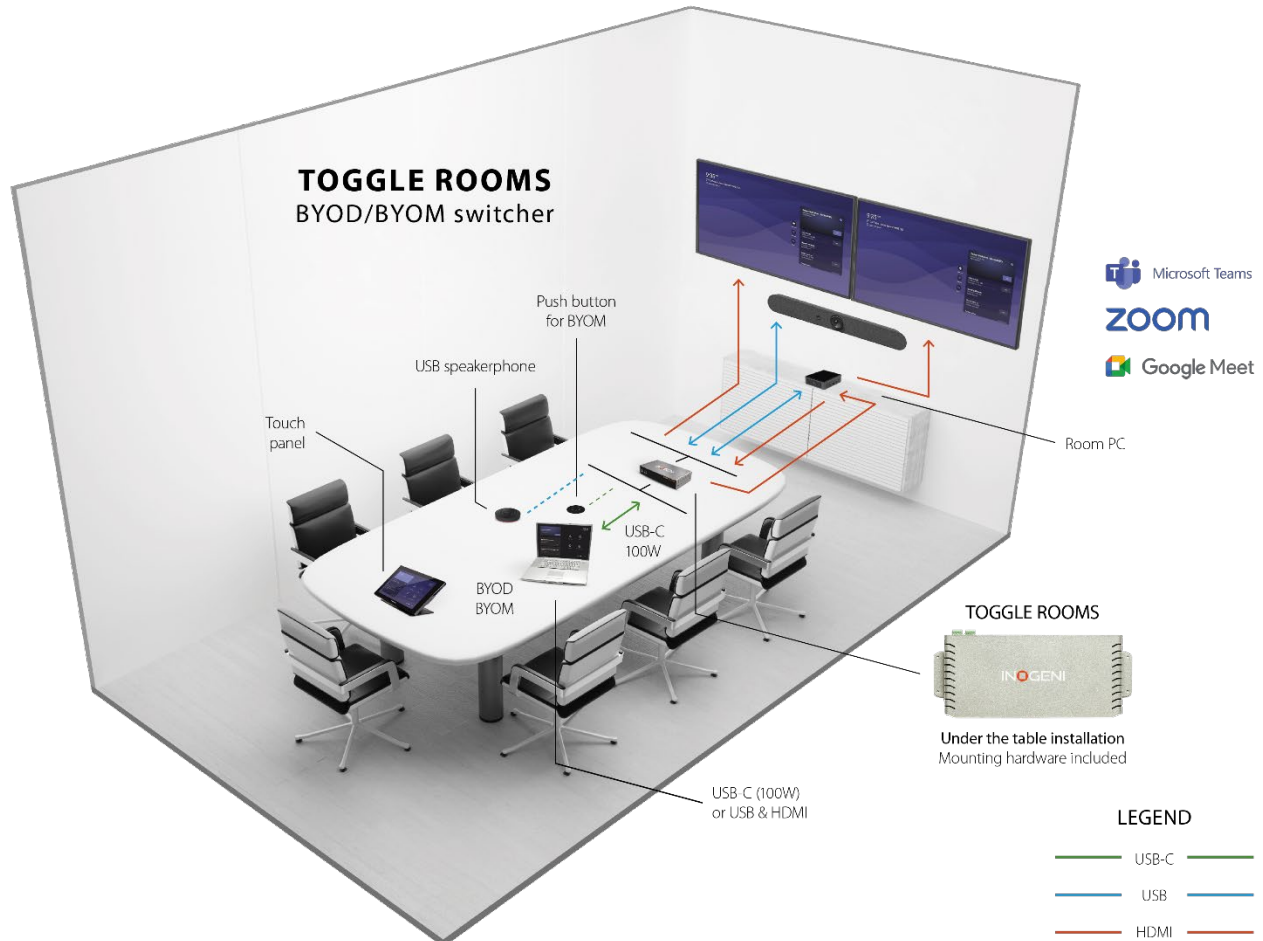 TOGGLE ROOMS
BYOD/BYOM switcher
Push button
for BYOM
USB speakerphone
Touch
panel
Microsoft Teams
zoom
Google Meet
Room PC
USB-C
100W
BYOD
BYOM
TOGGLE ROOMS
INOGENI
Under the table installation
Mounting hardware included
USB-C (100W)
or USB & HDMI
LEGEND
USB-C
USB
HDMI